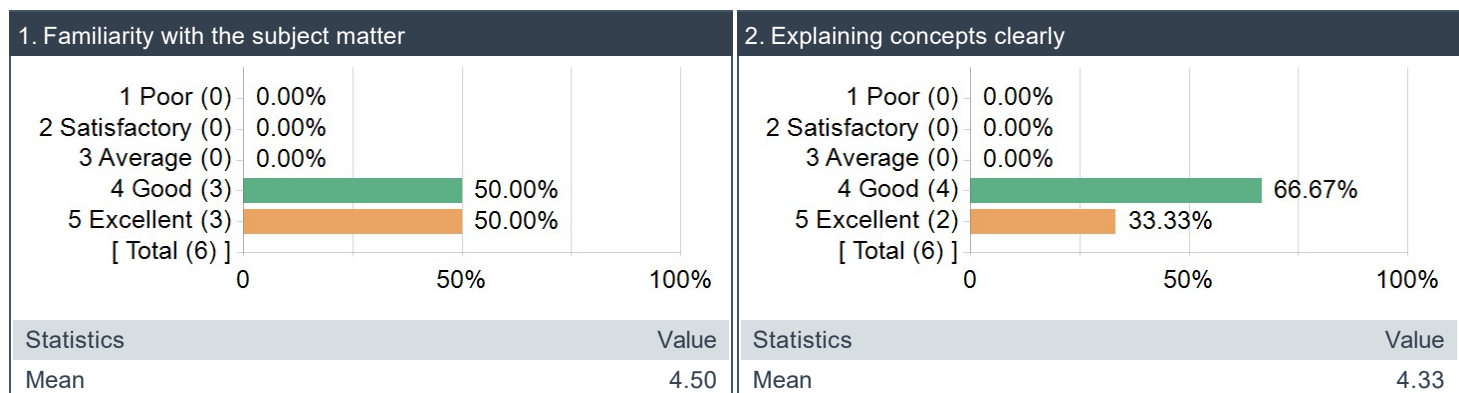 1. Familiarity with the subject matter
1 Poor (0) 0.00%
2 Satisfactory (0) 0.00%
3 Average (0) 0.00%
4 Good (3) 50.00%
5 Excellent (3) 50.00%
[ Total (6) ]
0 50% 100%
Statistics Value
Mean 4.50
2. Explaining concepts clearly
1 Poor (0) 0.00%
2 Satisfactory (0) 0.00%
3 Average (0) 0.00%
4 Good (4) 66.67%
5 Excellent (2) 33.33%
[ Total (6) ]
0 50% 100%
Statistics Value
Mean 4.33